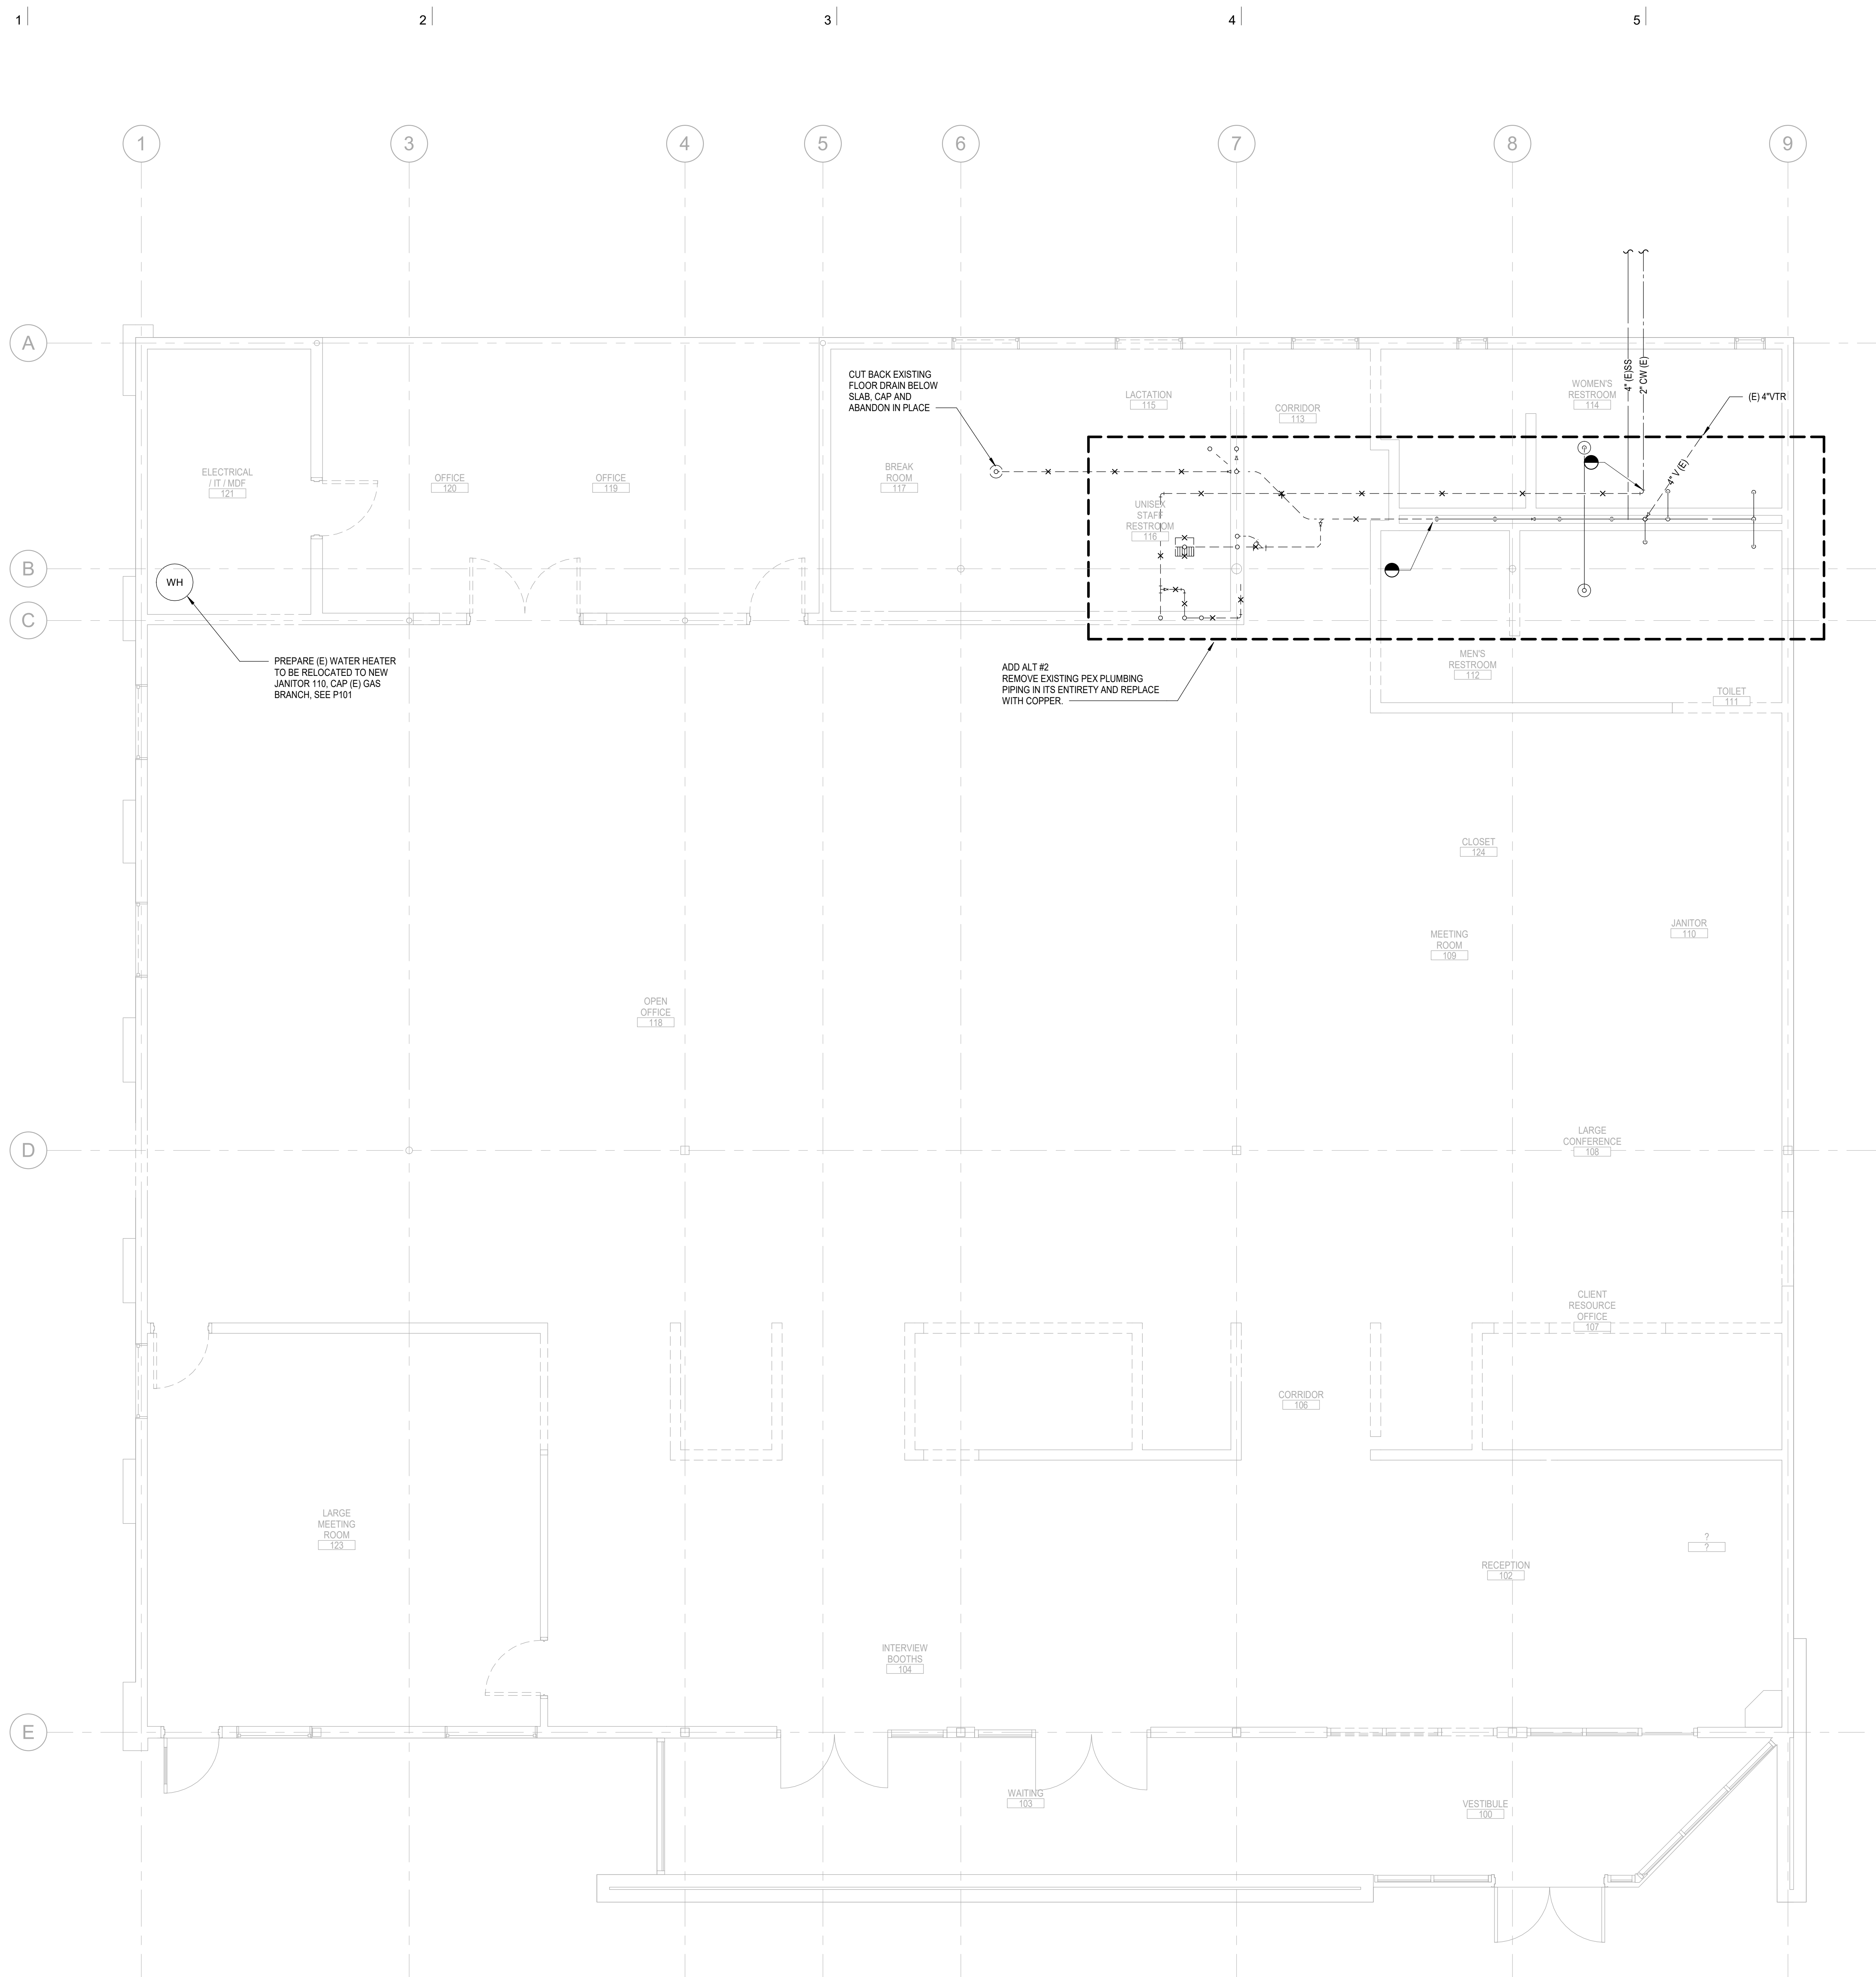 1
2
3
4
5
1
3
4
5
6
7
8
9
A
4" (E)SS
2" CW (E)
CUT BACK EXISTING
FLOOR DRAIN BELOW
SLAB, CAP AND
ABANDON IN PLACE
LACTATION
115
CORRIDOR
113
WOMEN'S
RESTROOM
114
(E) 4"VTR
ELECTRICAL
/ IT / MDF
121
OFFICE
120
OFFICE
119
BREAK
ROOM
117
4" V (E)
UNISEX
STAFF
RESTROOM
116
B
WH
C
PREPARE (E) WATER HEATER
TO BE RELOCATED TO NEW
JANITOR 110, CAP (E) GAS
BRANCH, SEE P101
ADD ALT #2
REMOVE EXISTING PEX PLUMBING
PIPING IN ITS ENTIRETY AND REPLACE
WITH COPPER.
MEN'S
RESTROOM
112
TOILET
111
CLOSET
124
MEETING
ROOM
109
JANITOR
110
OPEN
OFFICE
118
D
LARGE
CONFERENCE
108
CLIENT
RESOURCE
OFFICE
107
CORRIDOR
106
LARGE
MEETING
ROOM
123
?
?
RECEPTION
102
INTERVIEW
BOOTHS
104
E
WAITING
103
VESTIBULE
100